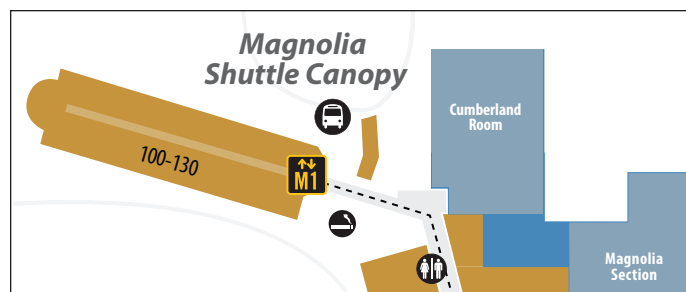 Magnolia
Shuttle Canopy
Cumberland
Room
100-130
M1
Magnolia
Section